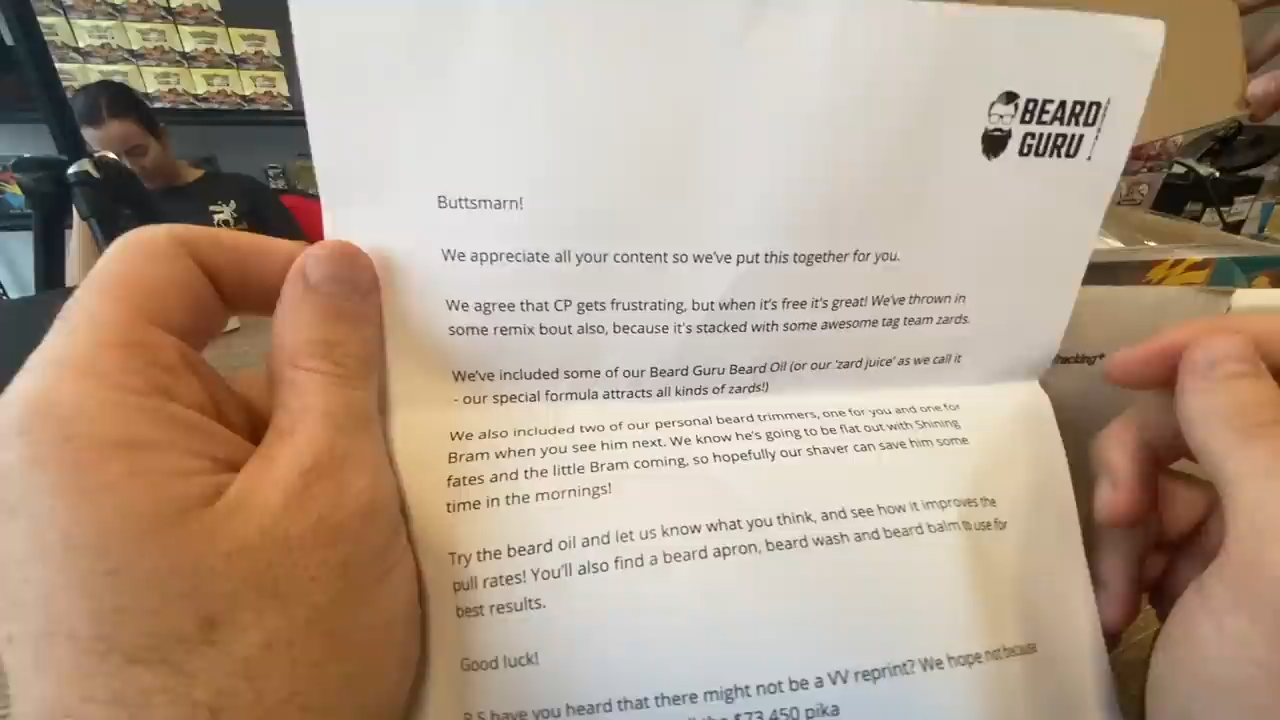 BEARD
GURU
Buttsmarn!
We appreciate all your content so we've put this together for you.
We agree that CP gets frustrating, but when it's free it's great! We've thrown in
some remix bout also, because it's stacked with some awesome tag team zards.
We've included some of our Beard Guru Beard Oil (or our 'zard juice' as we call it
- our special formula attracts all kinds of zards!)
We also included two of our personal beard trimmers, one for you and one for
Bram when you see him next. We know he's going to be flat out with Shining
fates and the little Bram coming, so hopefully our shaver can save him some
time in the mornings!
Try the beard oil and let us know what you think, and see how it improves the
pull rates! You'll also find a beard apron, beard wash and beard balm to use for
best results.
Good luck!
P.S have you heard that there might not be a VV reprint? We hope not because
the $73,450 pika